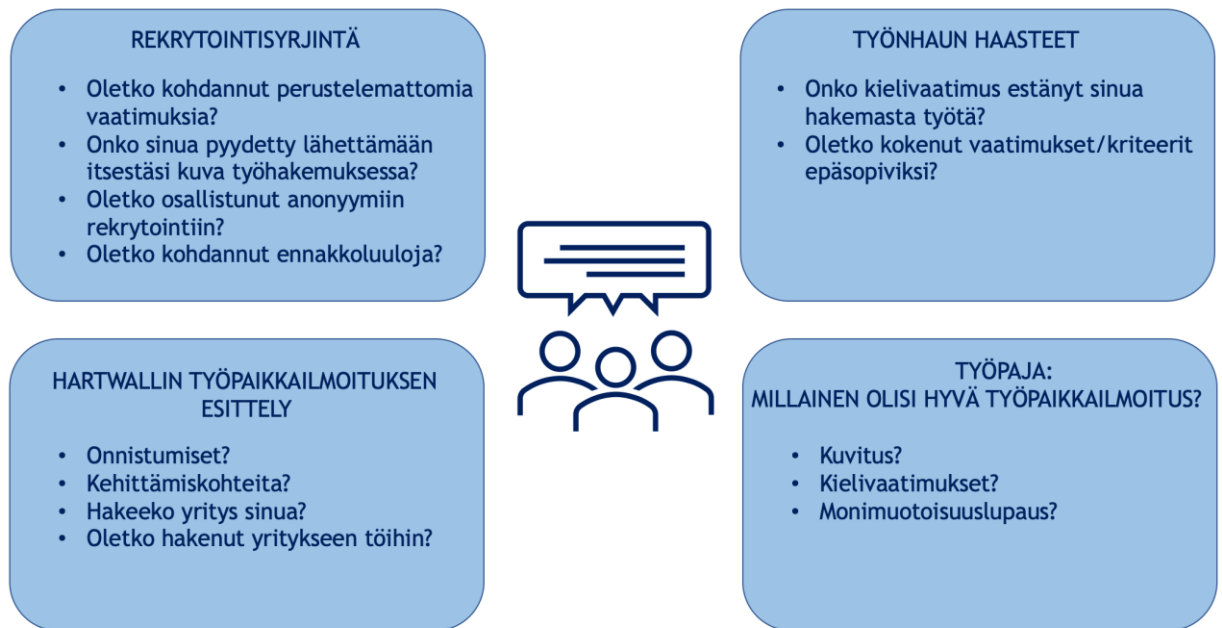 REKRYTOINTISYRJINTÄ
• Oletko kohdannut perustelemattomia
vaatimuksia?
• Onko sinua pyydetty lähettämään
itsestäsi kuva työhakemuksessa?
• Oletko osallistunut anonyymiin
rekrytointiin?
• Oletko kohdannut ennakkoluuloja?
TYÖNHAUN HAASTEET
• Onko kielivaatimus estänyt sinua
hakemasta työtä?
• Oletko kokenut vaatimukset/kriteerit
epäsopiviksi?
HARTWALLIN TYÖPAIKKAILMOITUKSEN
ESITTELY
• Onnistumiset?
• Kehittämiskohteita?
• Hakeeko yritys sinua?
• Oletko hakenut yritykseen töihin?
TYÖPAJA:
MILLAINEN OLISI HYVÄ TYÖPAIKKAILMOITUS?
• Kuvitus?
• Kielivaatimukset?
• Monimuotoisuuslupaus?